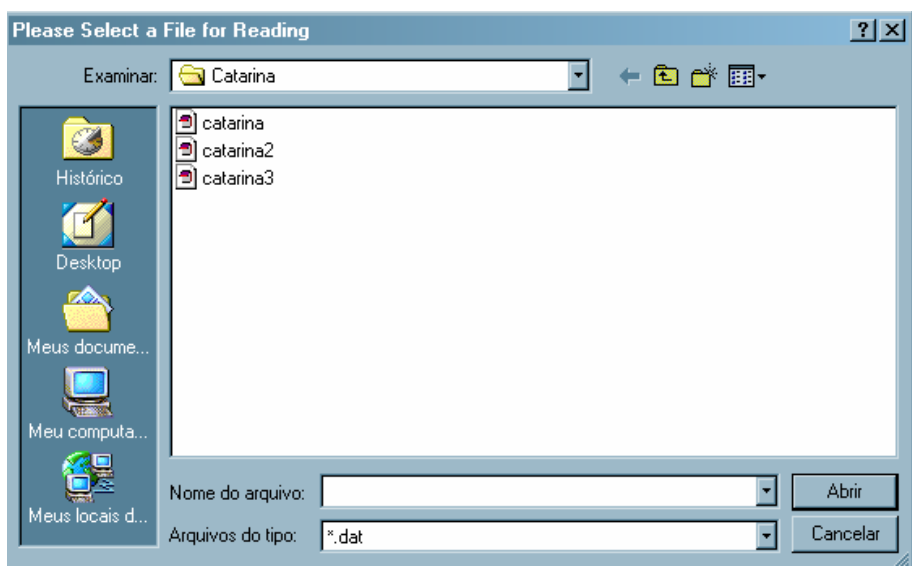 Please Select a File for Reading
Examinar: Catarina
catarina
catarina2
catarina3
Histórico
Desktop
Meus docume...
Meu computa...
Meus locais d...
Nome do arquivo:
Abrir
Arquivos do tipo: *.dat
Cancelar